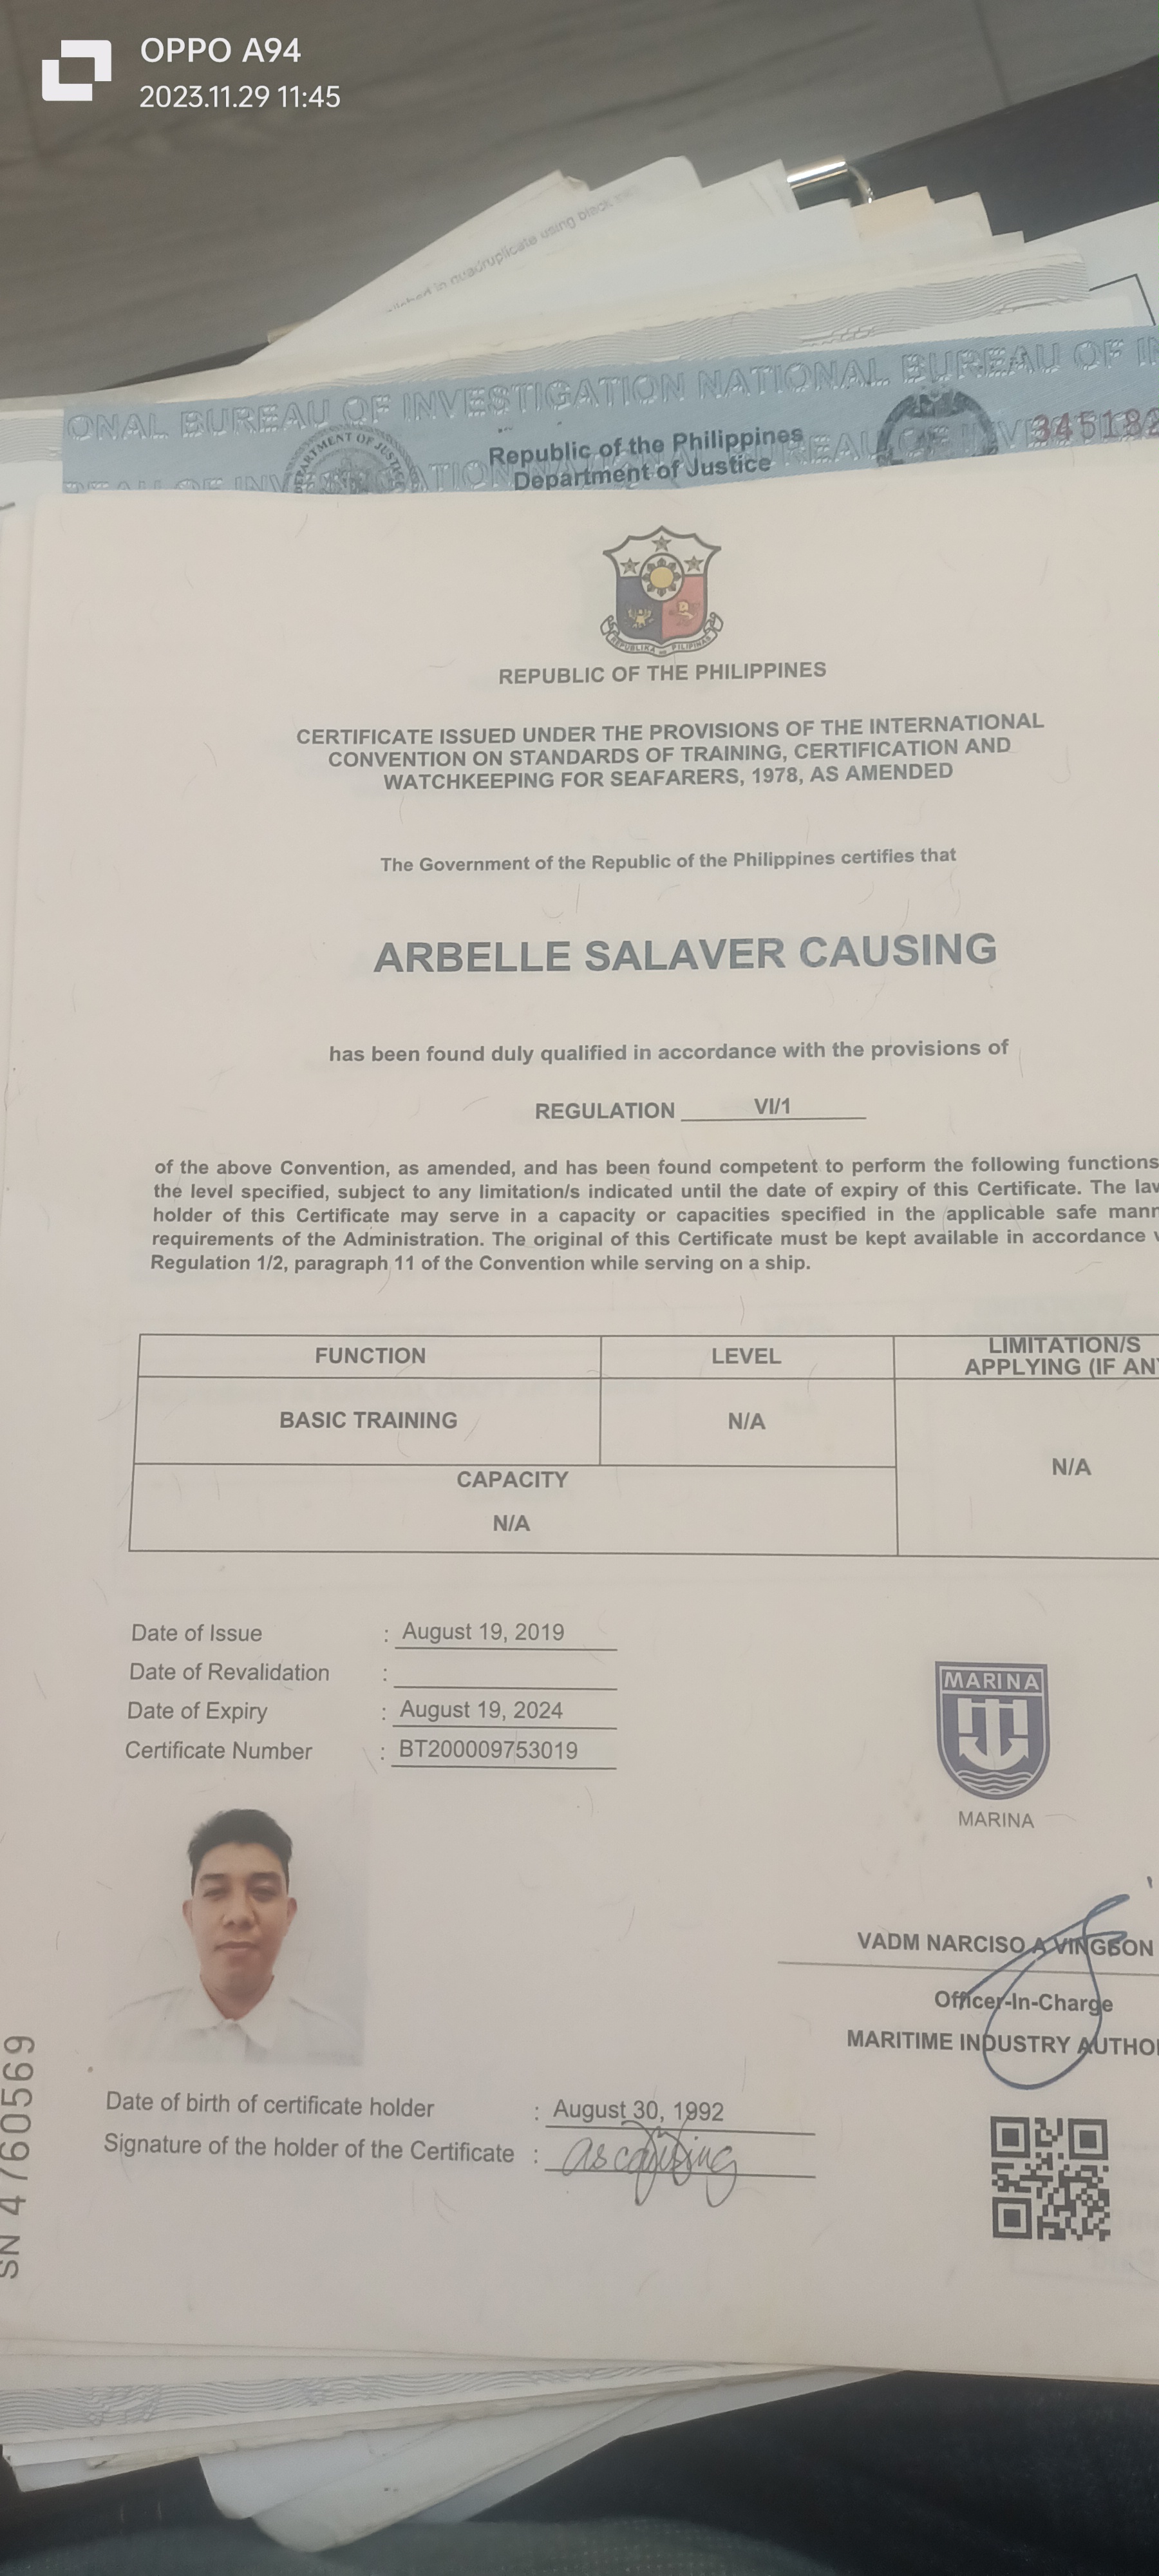 OPPO A94
2023.11.29 11:45
in quadruplicate using black
ONAL BUREAU OF INVESTIGATION NATIONAL BUREAU OF IN
DEPARTMENT OF JUSTICE
Republic of the Philippines
345182
Department of Justice
REPUBLIKA NG PILIPINAS
REPUBLIC OF THE PHILIPPINES
CERTIFICATE ISSUED UNDER THE PROVISIONS OF THE INTERNATIONAL
CONVENTION ON STANDARDS OF TRAINING, CERTIFICATION AND
WATCHKEEPING FOR SEAFARERS, 1978, AS AMENDED
The Government of the Republic of the Philippines certifies that
ARBELLE SALAVER CAUSING
has been found duly qualified in accordance with the provisions of
REGULATION VI/1
of the above Convention, as amended, and has been found competent to perform the following functions
the level specified, subject to any limitation/s indicated until the date of expiry of this Certificate. The law
holder of this Certificate may serve in a capacity or capacities specified in the applicable safe mann
requirements of the Administration. The original of this Certificate must be kept available in accordance
Regulation 1/2, paragraph 11 of the Convention while serving on a ship.
FUNCTION LEVEL LIMITATION/S
APPLYING (IF ANY
BASIC TRAINING N/A
N/A
CAPACITY
N/A
Date of Issue : August 19, 2019
Date of Revalidation :
Date of Expiry : August 19, 2024
Certificate Number : BT200009753019
MARINA
MARINA
VADM NARCISO A VINGSON
Officer-In-Charge
MARITIME INDUSTRY AUTHO
Date of birth of certificate holder : August 30, 1992
Signature of the holder of the Certificate : ascausing
SN 4760569